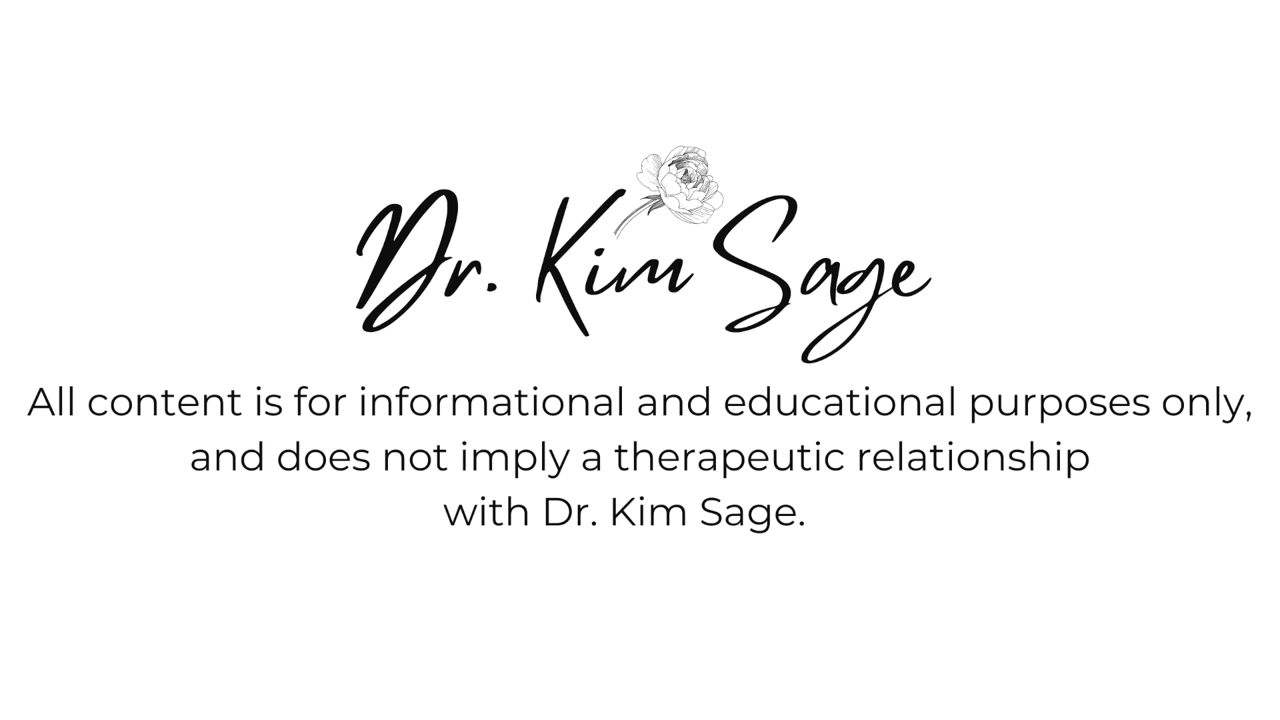 Dr. Kim Sage
All content is for informational and educational purposes only,
and does not imply a therapeutic relationship
with Dr. Kim Sage.